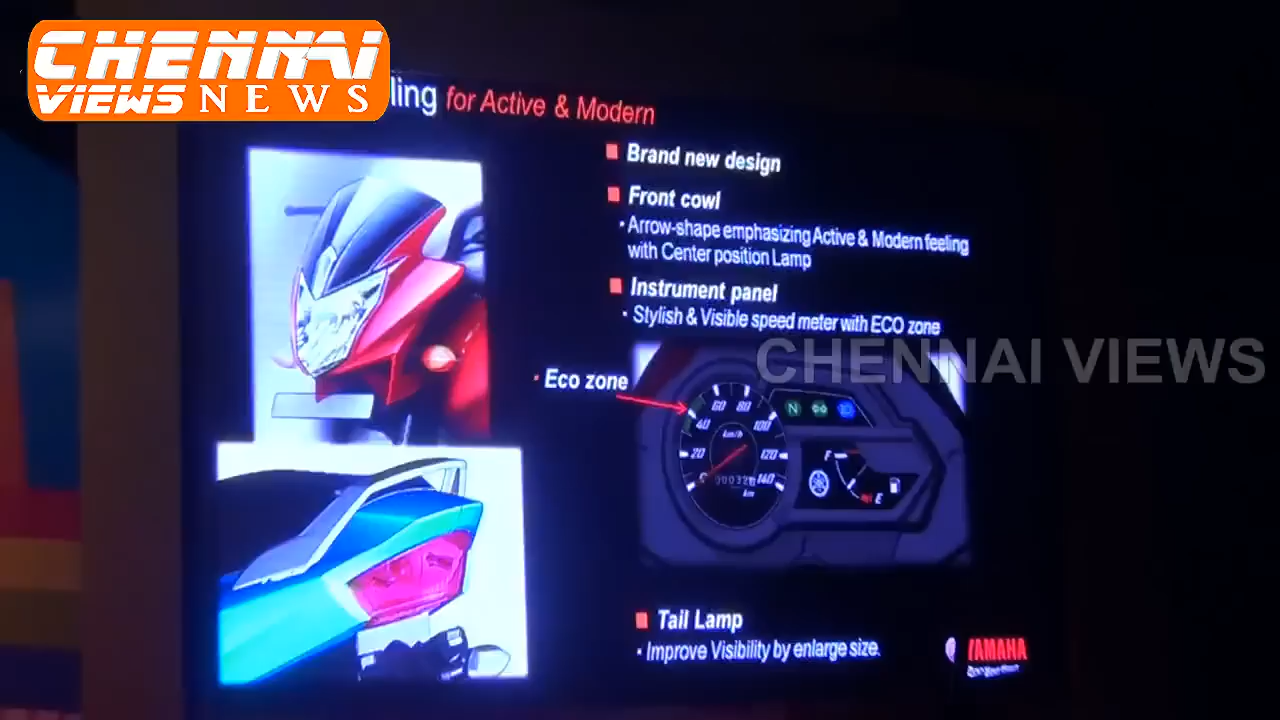 CHENNAI
VIEWS NEWS
ling for Active & Modern
Brand new design
Front cowl
· Arrow-shape emphasizing Active & Modern feeling
with Center position Lamp
Instrument panel
· Stylish & Visible speed meter with ECO zone
CHENNAI VIEWS
· Eco zone
60 80
40 100
km/h
20 120
140
km
N
F
E
Tail Lamp
· Improve Visibility by enlarge size.
YAMAHA